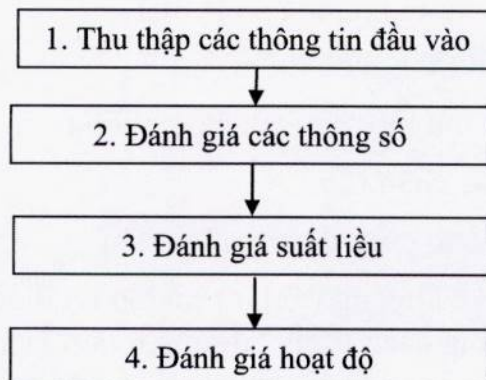 1. Thu thập các thông tin đầu vào
2. Đánh giá các thông số
3. Đánh giá suất liều
4. Đánh giá hoạt độ